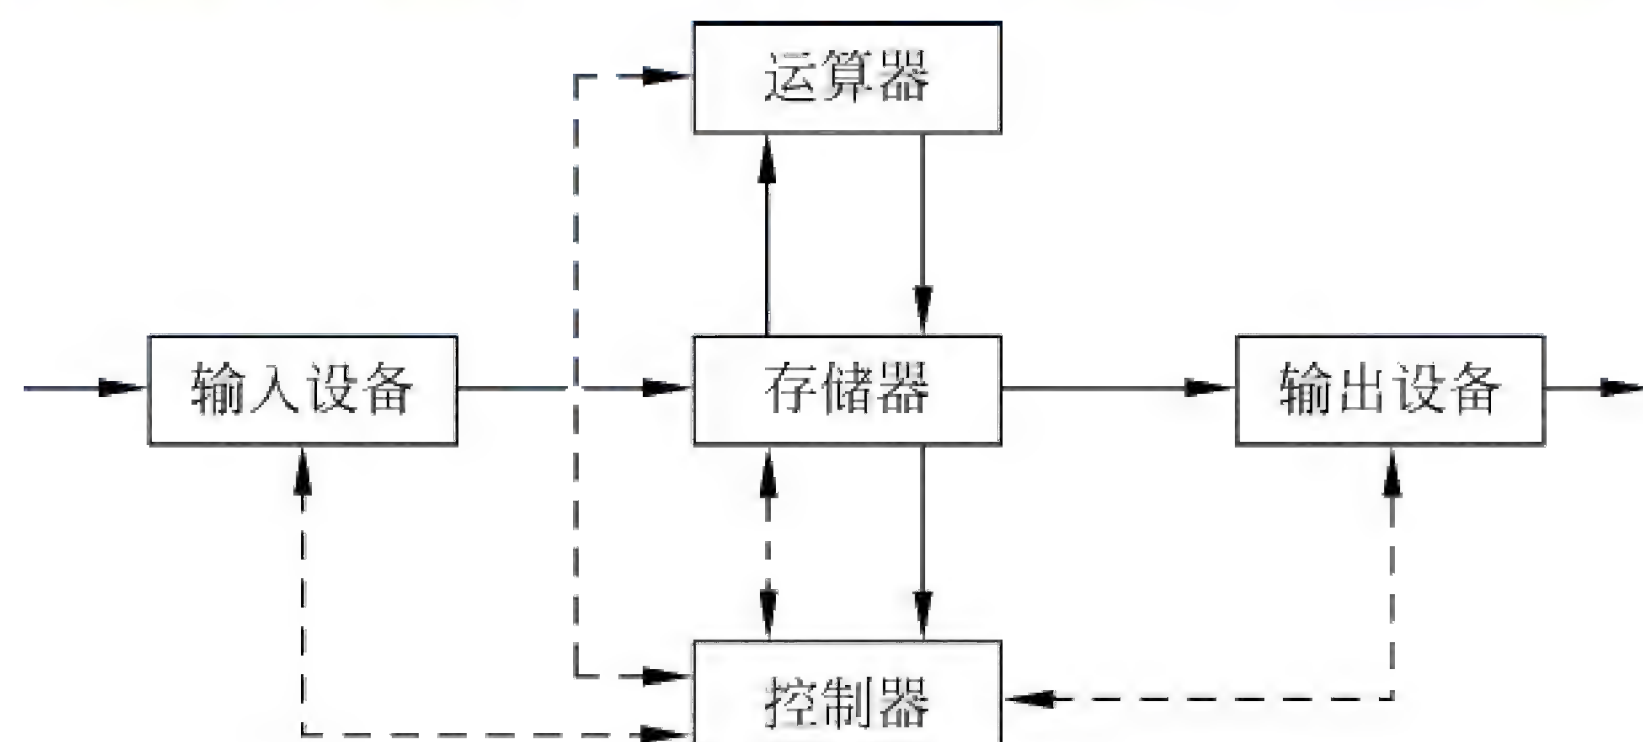 运算器
输入设备
存储器
输出设备
控制器